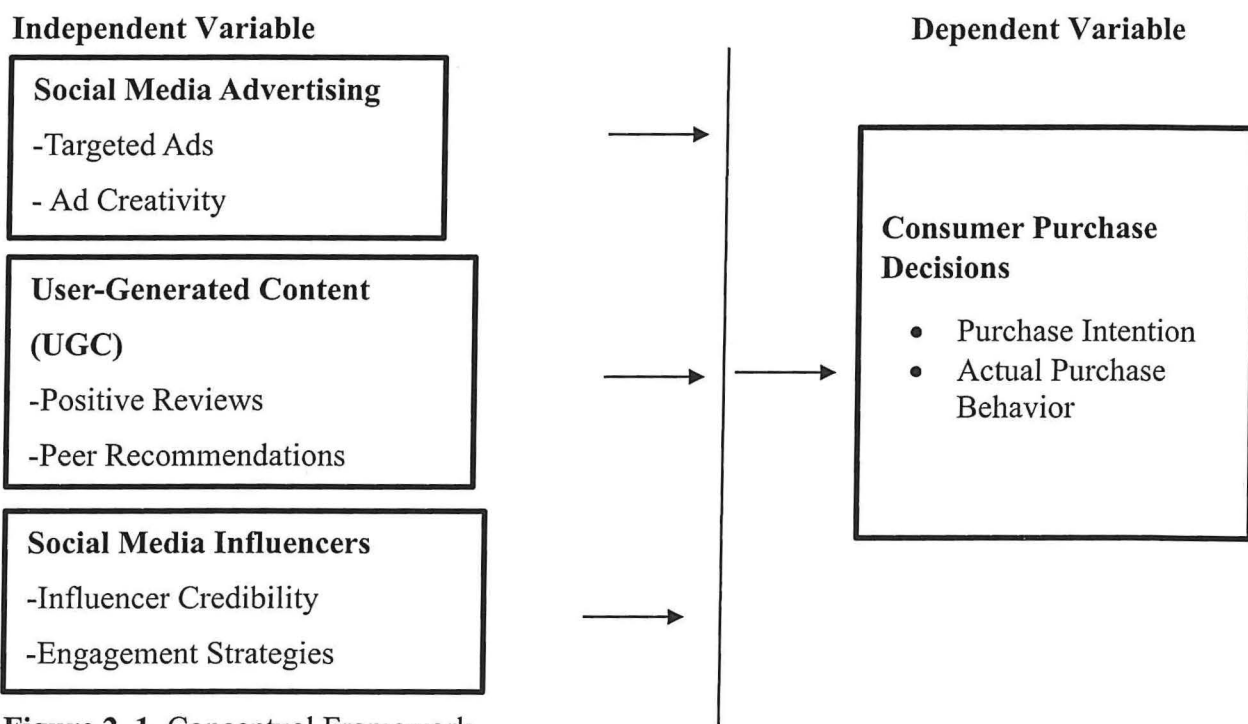 Independent Variable
Dependent Variable
Social Media Advertising
-Targeted Ads
- Ad Creativity
User-Generated Content
(UGC)
-Positive Reviews
-Peer Recommendations
Social Media Influencers
-Influencer Credibility
-Engagement Strategies
Consumer Purchase
Decisions
• Purchase Intention
• Actual Purchase
Behavior
Figure 2. 1. Conceptual Framework